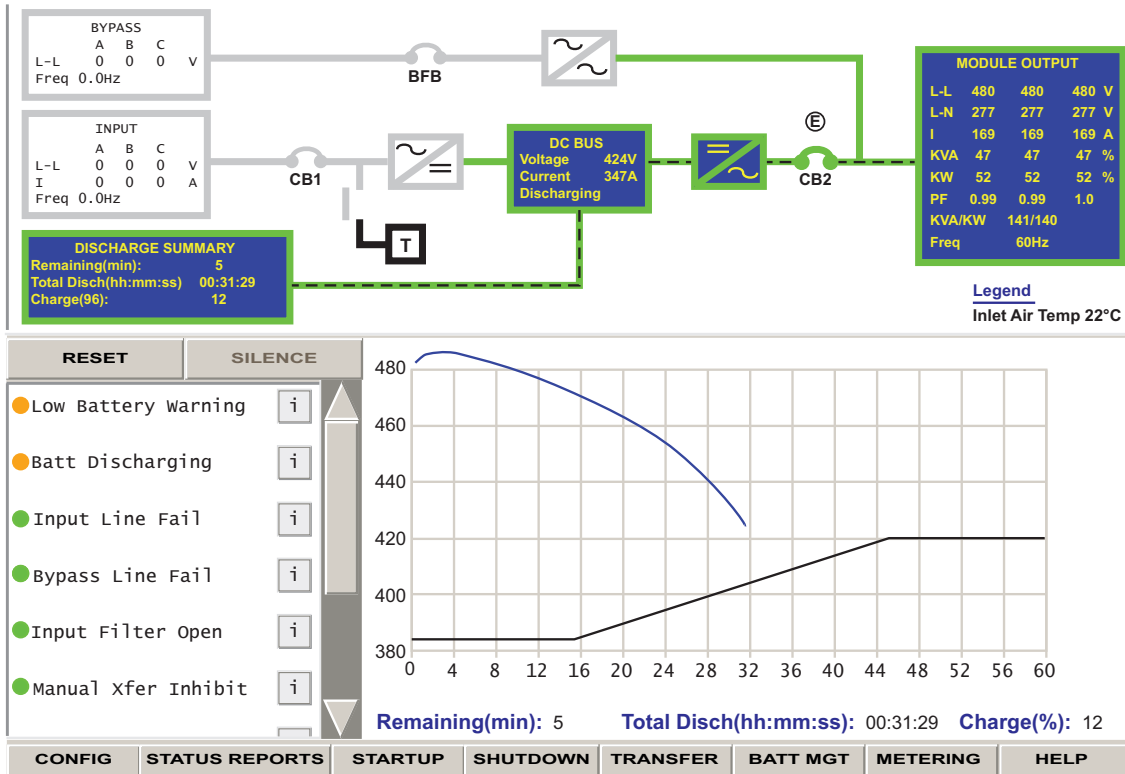 BYPASS
A B C
L-L 0 0 0 V
Freq 0.0Hz
BFB
INPUT
A B C
L-L 0 0 0 V
I 0 0 0 A
Freq 0.0Hz
CB1
T
DC BUS
Voltage 424V
Current 347A
Discharging
E
CB2
MODULE OUTPUT
L-L 480 480 480 V
L-N 277 277 277 V
I 169 169 169 A
KVA 47 47 47 %
KW 52 52 52 %
PF 0.99 0.99 1.0
KVA/KW 141/140
Freq 60Hz
DISCHARGE SUMMARY
Remaining(min): 5
Total Disch(hh:mm:ss) 00:31:29
Charge(96): 12
Legend
Inlet Air Temp 22°C
RESET SILENCE
Low Battery Warning i
Batt Discharging i
Input Line Fail i
Bypass Line Fail i
Input Filter Open i
Manual Xfer Inhibit i
480
460
440
420
400
380
0 4 8 12 16 20 24 28 32 36 40 44 48 52 56 60
Remaining(min): 5 Total Disch(hh:mm:ss): 00:31:29 Charge(%): 12
CONFIG STATUS REPORTS STARTUP SHUTDOWN TRANSFER BATT MGT METERING HELP